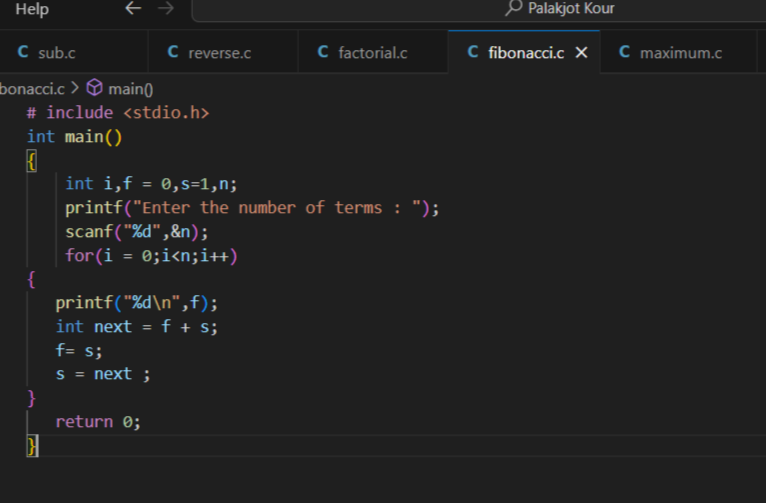 Help
Palakjot Kour
C sub.c C reverse.c C factorial.c C fibonacci.c C maximum.c
bonacci.c > main()
# include <stdio.h>
int main()
{
int i,f = 0,s=1,n;
printf("Enter the number of terms : ");
scanf("%d",&n);
for(i = 0;i<n;i++)
{
printf("%d\n",f);
int next = f + s;
f= s;
s = next ;
}
return 0;
}